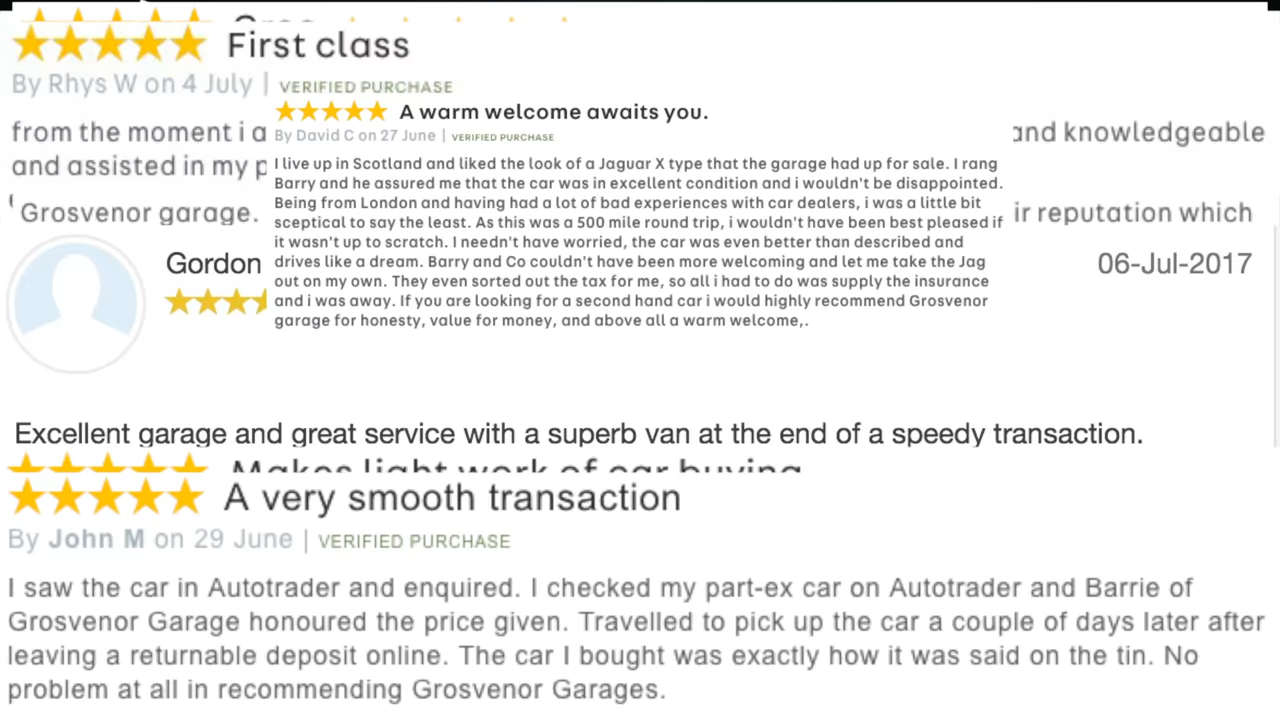 First class
By Rhys W on 4 July | VERIFIED PURCHASE
A warm welcome awaits you.
By David C on 27 June | VERIFIED PURCHASE
from the moment i a
and knowledgeable
and assisted in my p
I live up in Scotland and liked the look of a Jaguar X type that the garage had up for sale. I rang
Barry and he assured me that the car was in excellent condition and i wouldn't be disappointed.
Being from London and having had a lot of bad experiences with car dealers, i was a little bit
sceptical to say the least. As this was a 500 mile round trip, i wouldn't have been best pleased if
it wasn't up to scratch. I needn't have worried, the car was even better than described and
drives like a dream. Barry and Co couldn't have been more welcoming and let me take the Jag
out on my own. They even sorted out the tax for me, so all i had to do was supply the insurance
and i was away. If you are looking for a second hand car i would highly recommend Grosvenor
garage for honesty, value for money, and above all a warm welcome,.
Grosvenor garage.
ir reputation which
Gordon
06-Jul-2017
Excellent garage and great service with a superb van at the end of a speedy transaction.
Makes light work of car buying
A very smooth transaction
By John M on 29 June | VERIFIED PURCHASE
I saw the car in Autotrader and enquired. I checked my part-ex car on Autotrader and Barrie of
Grosvenor Garage honoured the price given. Travelled to pick up the car a couple of days later after
leaving a returnable deposit online. The car I bought was exactly how it was said on the tin. No
problem at all in recommending Grosvenor Garages.